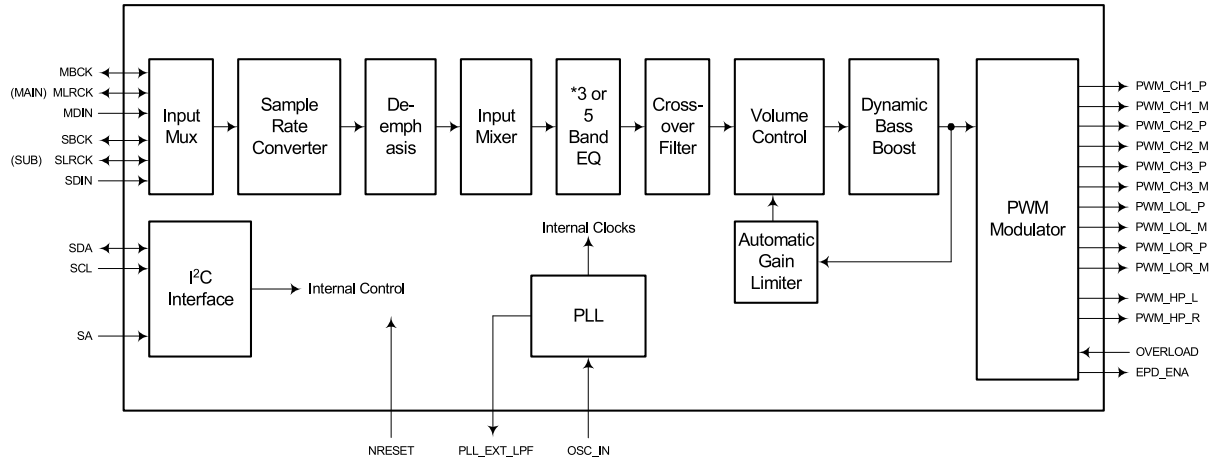 MBCK
(MAIN) MLRCK
MDIN
SBCK
(SUB) SLRCK
SDIN
Input
Mux
Sample
Rate
Converter
De-
emph
asis
Input
Mixer
*3 or
5
Band
EQ
Cross-
over
Filter
Volume
Control
Dynamic
Bass
Boost
PWM
Modulator
PWM_CH1_P
PWM_CH1_M
PWM_CH2_P
PWM_CH2_M
PWM_CH3_P
PWM_CH3_M
PWM_LOL_P
PWM_LOL_M
PWM_LOR_P
PWM_LOR_M
PWM_HP_L
PWM_HP_R
OVERLOAD
EPD_ENA
SDA
SCL
SA
I²C
Interface
Internal Control
Internal Clocks
PLL
Automatic
Gain
Limiter
NRESET
PLL_EXT_LPF
OSC_IN